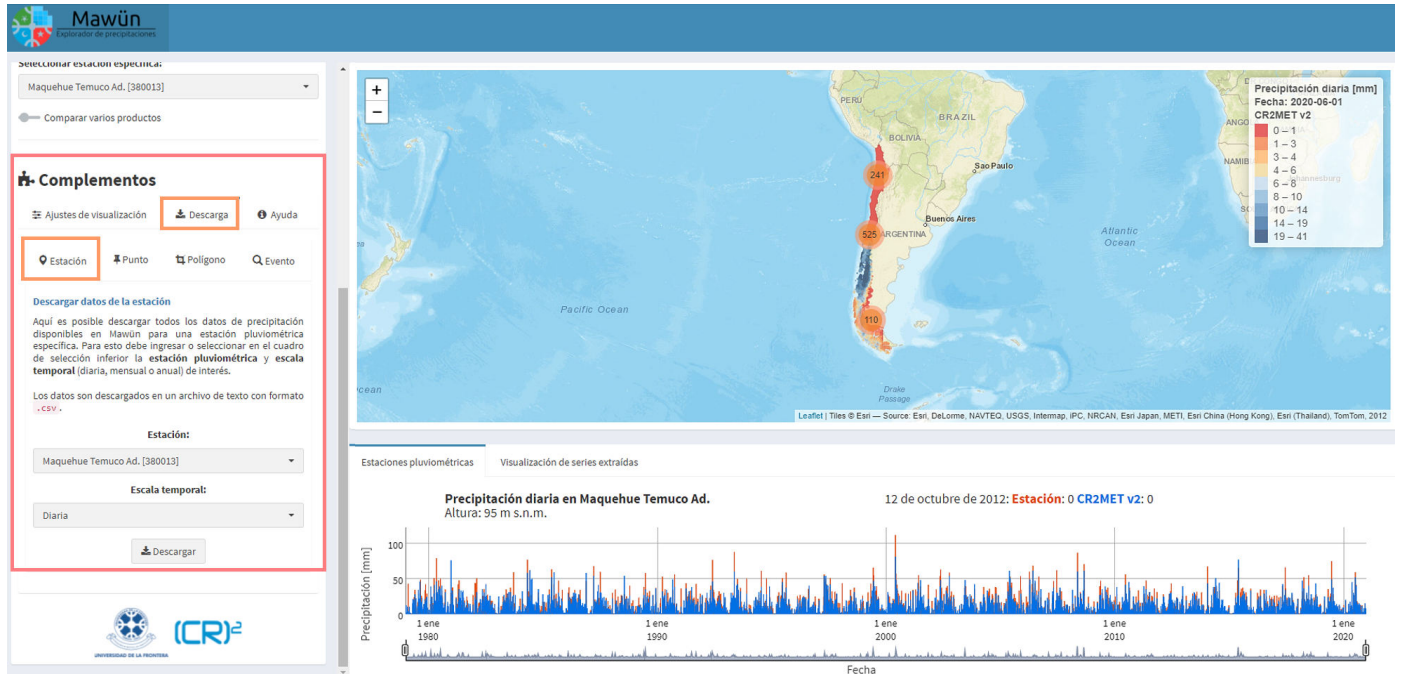 Mawün
Explorador de precipitaciones
Seleccionar estación específica:
Maquehue Temuco Ad. [380013]
Comparar varios productos
Complementos
Ajustes de visualización
Descarga
Ayuda
Estación
Punto
Polígono
Evento
Descargar datos de la estación
Aquí es posible descargar todos los datos de precipitación
disponibles en Mawün para una estación pluviométrica
específica. Para esto debe ingresar o seleccionar en el cuadro
de selección inferior la estación pluviométrica y escala
temporal (diaria, mensual o anual) de interés.
Los datos son descargados en un archivo de texto con formato
.csv.
Estación:
Maquehue Temuco Ad. [380013]
Escala temporal:
Diaria
Descargar
UNIVERSIDAD DE LA FRONTERA
(CR)2
+
−
PERU
BRAZIL
BOLIVIA
Sao Paulo
241
Buenos Aires
525
ARGENTINA
Atlantic
Ocean
Pacific Ocean
110
Drake
Passage
cean
ANGO
NAMIB
Johannesburg
Precipitación diaria [mm]
Fecha: 2020-06-01
CR2MET v2
0 – 1
1 – 3
3 – 4
4 – 6
6 – 8
8 – 10
10 – 14
14 – 19
19 – 41
Leaflet | Tiles © Esri — Source: Esri, DeLorme, NAVTEQ, USGS, Intermap, iPC, NRCAN, Esri Japan, METI, Esri China (Hong Kong), Esri (Thailand), TomTom, 2012
Estaciones pluviométricas
Visualización de series extraídas
Precipitación diaria en Maquehue Temuco Ad.
Altura: 95 m s.n.m.
12 de octubre de 2012: Estación: 0 CR2MET v2: 0
Precipitación [mm]
100
50
0
1 ene
1980
1 ene
1990
1 ene
2000
1 ene
2010
1 ene
2020
Fecha